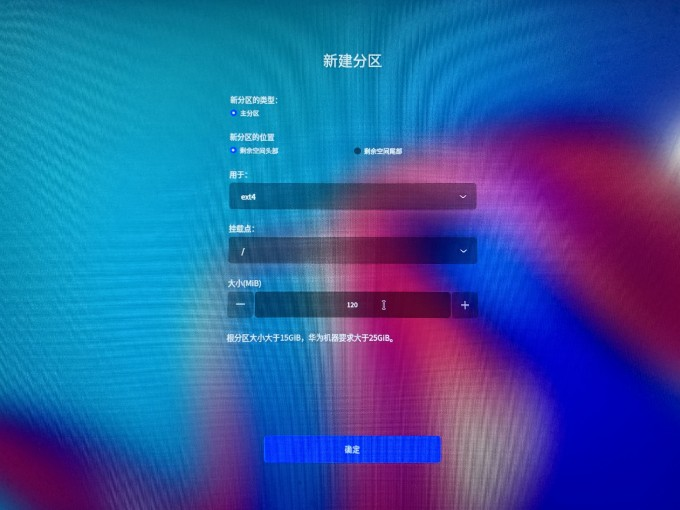 新建分区
新分区的类型：
主分区
新分区的位置
剩余空间头部 剩余空间尾部
用于：
ext4
挂载点：
/
大小(MiB)
— 120 +
根分区大小大于15GiB，华为机器要求大于25GiB。
确定